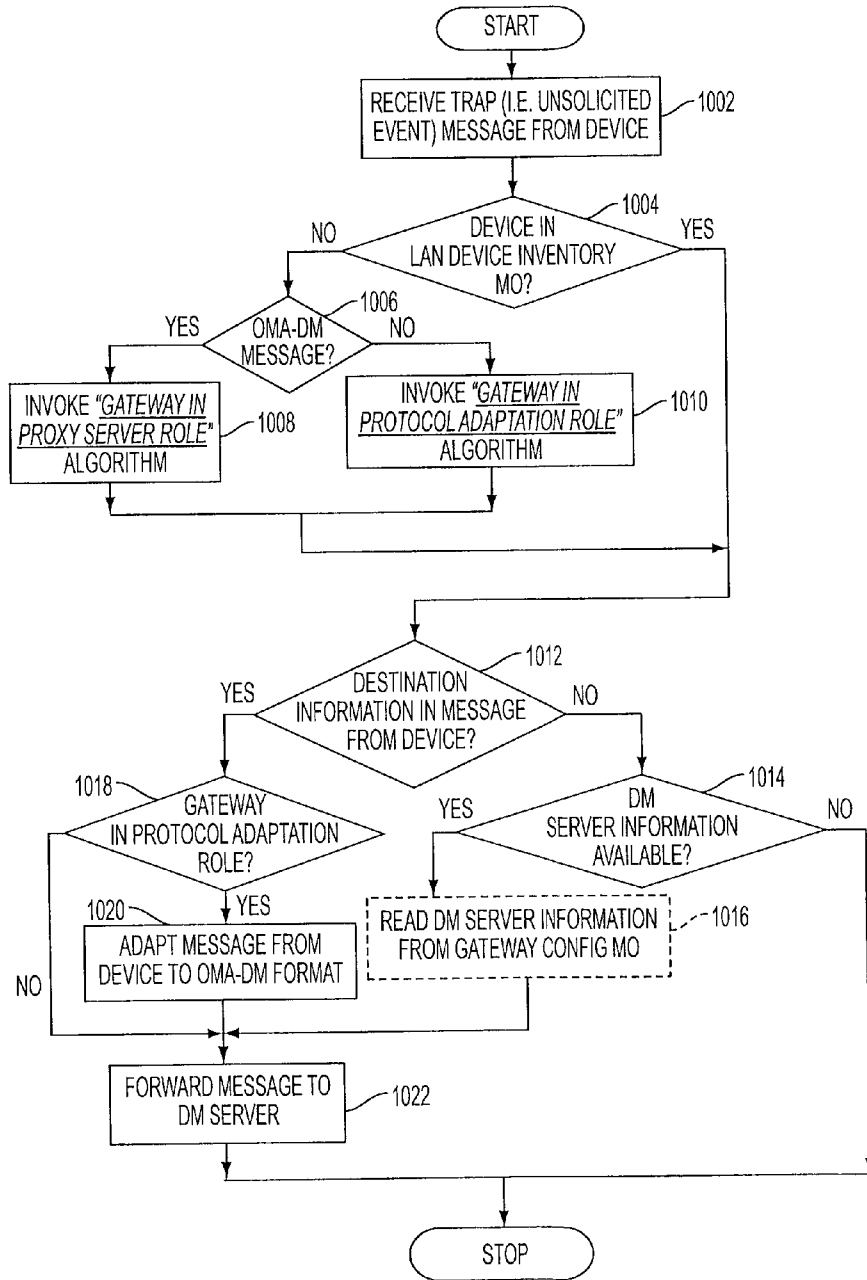 START
RECEIVE TRAP (I.E. UNSOLICITED
EVENT) MESSAGE FROM DEVICE
1002
DEVICE IN
LAN DEVICE INVENTORY
MO?
1004
NO
YES
OMA-DM
MESSAGE?
1006
YES
NO
INVOKE "GATEWAY IN
PROXY SERVER ROLE"
ALGORITHM
1008
INVOKE "GATEWAY IN
PROTOCOL ADAPTATION ROLE"
ALGORITHM
1010
DESTINATION
INFORMATION IN MESSAGE
FROM DEVICE?
1012
YES
NO
GATEWAY
IN PROTOCOL ADAPTATION
ROLE?
1018
DM
SERVER INFORMATION
AVAILABLE?
1014
YES
NO
YES
NO
1020
ADAPT MESSAGE FROM
DEVICE TO OMA-DM FORMAT
READ DM SERVER INFORMATION
FROM GATEWAY CONFIG MO
1016
FORWARD MESSAGE TO
DM SERVER
1022
STOP